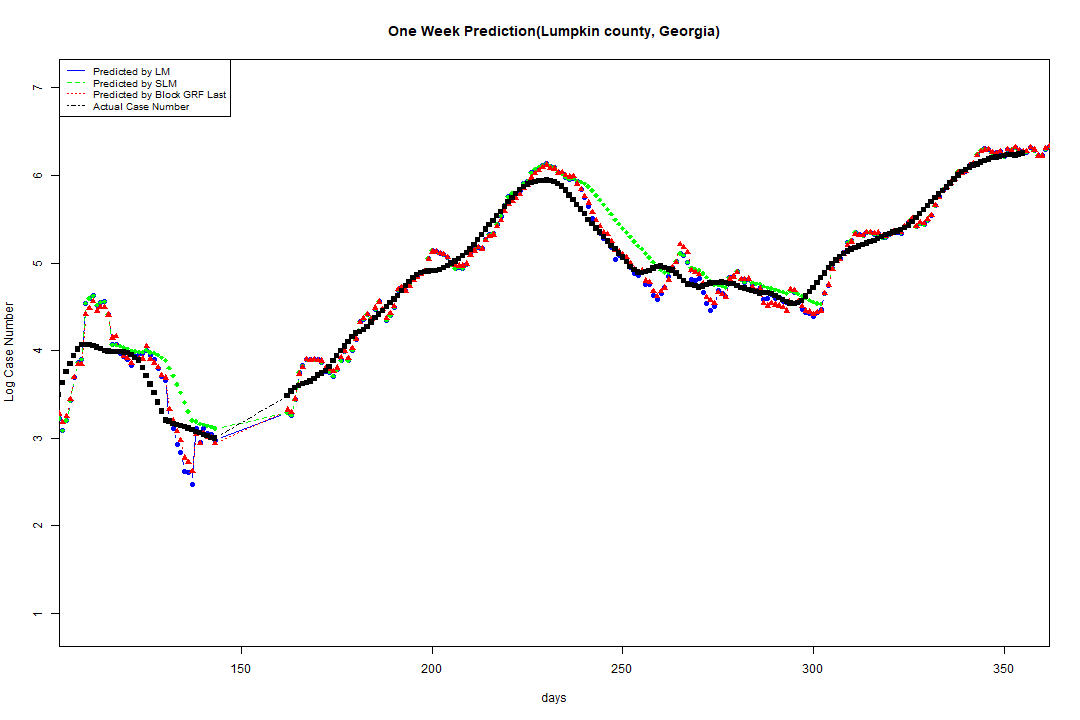 One Week Prediction(Lumpkin county, Georgia)
Predicted by LM
Predicted by SLM
Predicted by Block GRF Last
Actual Case Number
7
6
5
4
3
2
1
Log Case Number
150 200 250 300 350
days